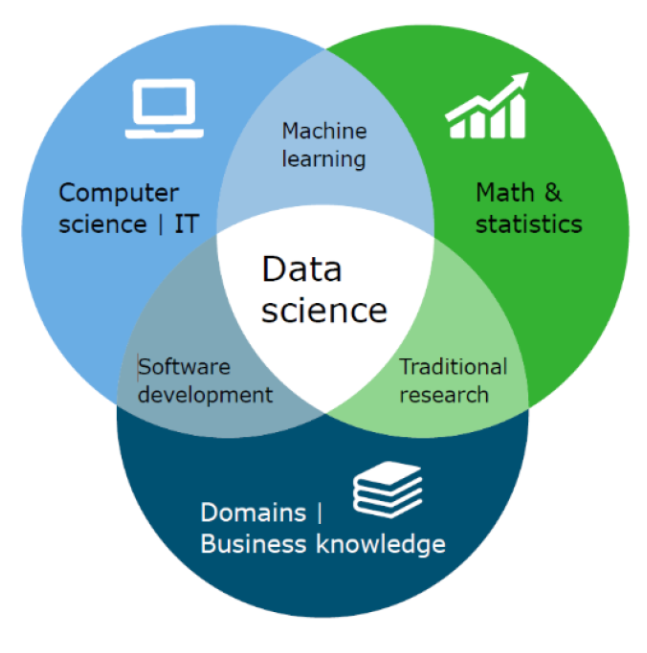 Machine
learning
Computer
science | IT
Math &
statistics
Data
science
Software
development
Traditional
research
Domains |
Business knowledge